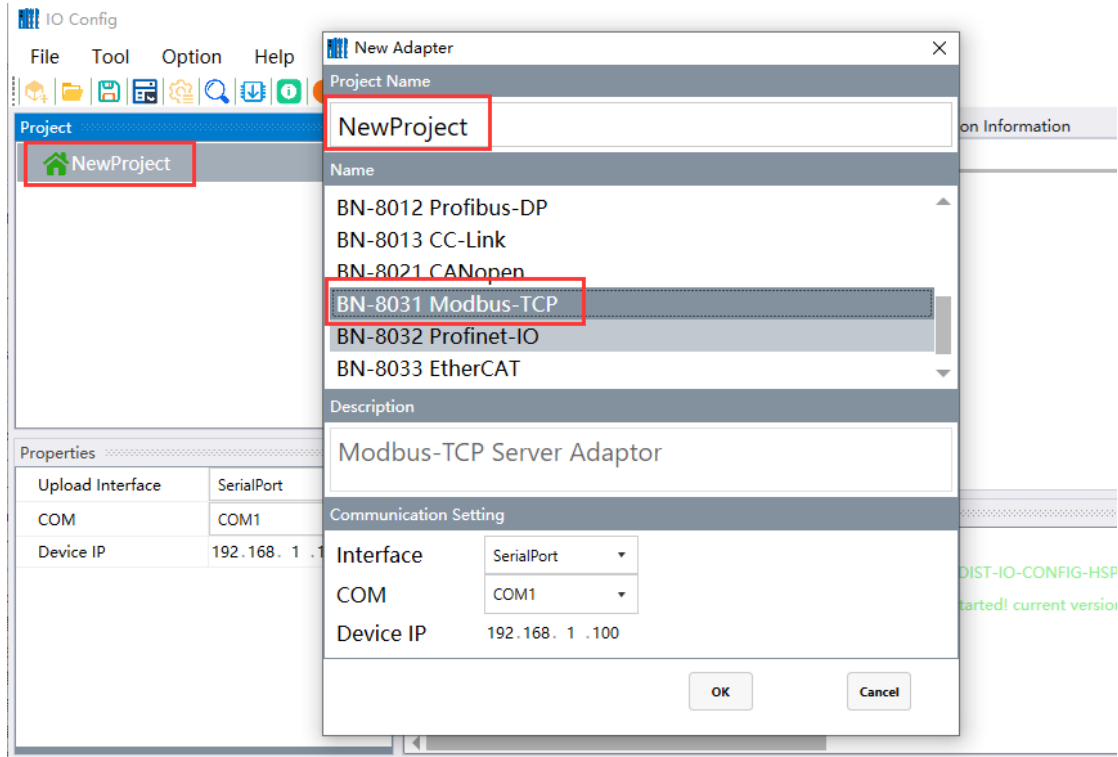 IO Config
File Tool Option Help
Project
NewProject
Properties
Upload Interface SerialPort
COM COM1
Device IP 192.168. 1 .1
New Adapter
Project Name
NewProject
Name
BN-8012 Profibus-DP
BN-8013 CC-Link
BN-8021 CANopen
BN-8031 Modbus-TCP
BN-8032 Profinet-IO
BN-8033 EtherCAT
Description
Modbus-TCP Server Adaptor
Communication Setting
Interface SerialPort
COM COM1
Device IP 192.168. 1 .100
OK Cancel
on Information
DIST-IO-CONFIG-HSP
tarted! current version